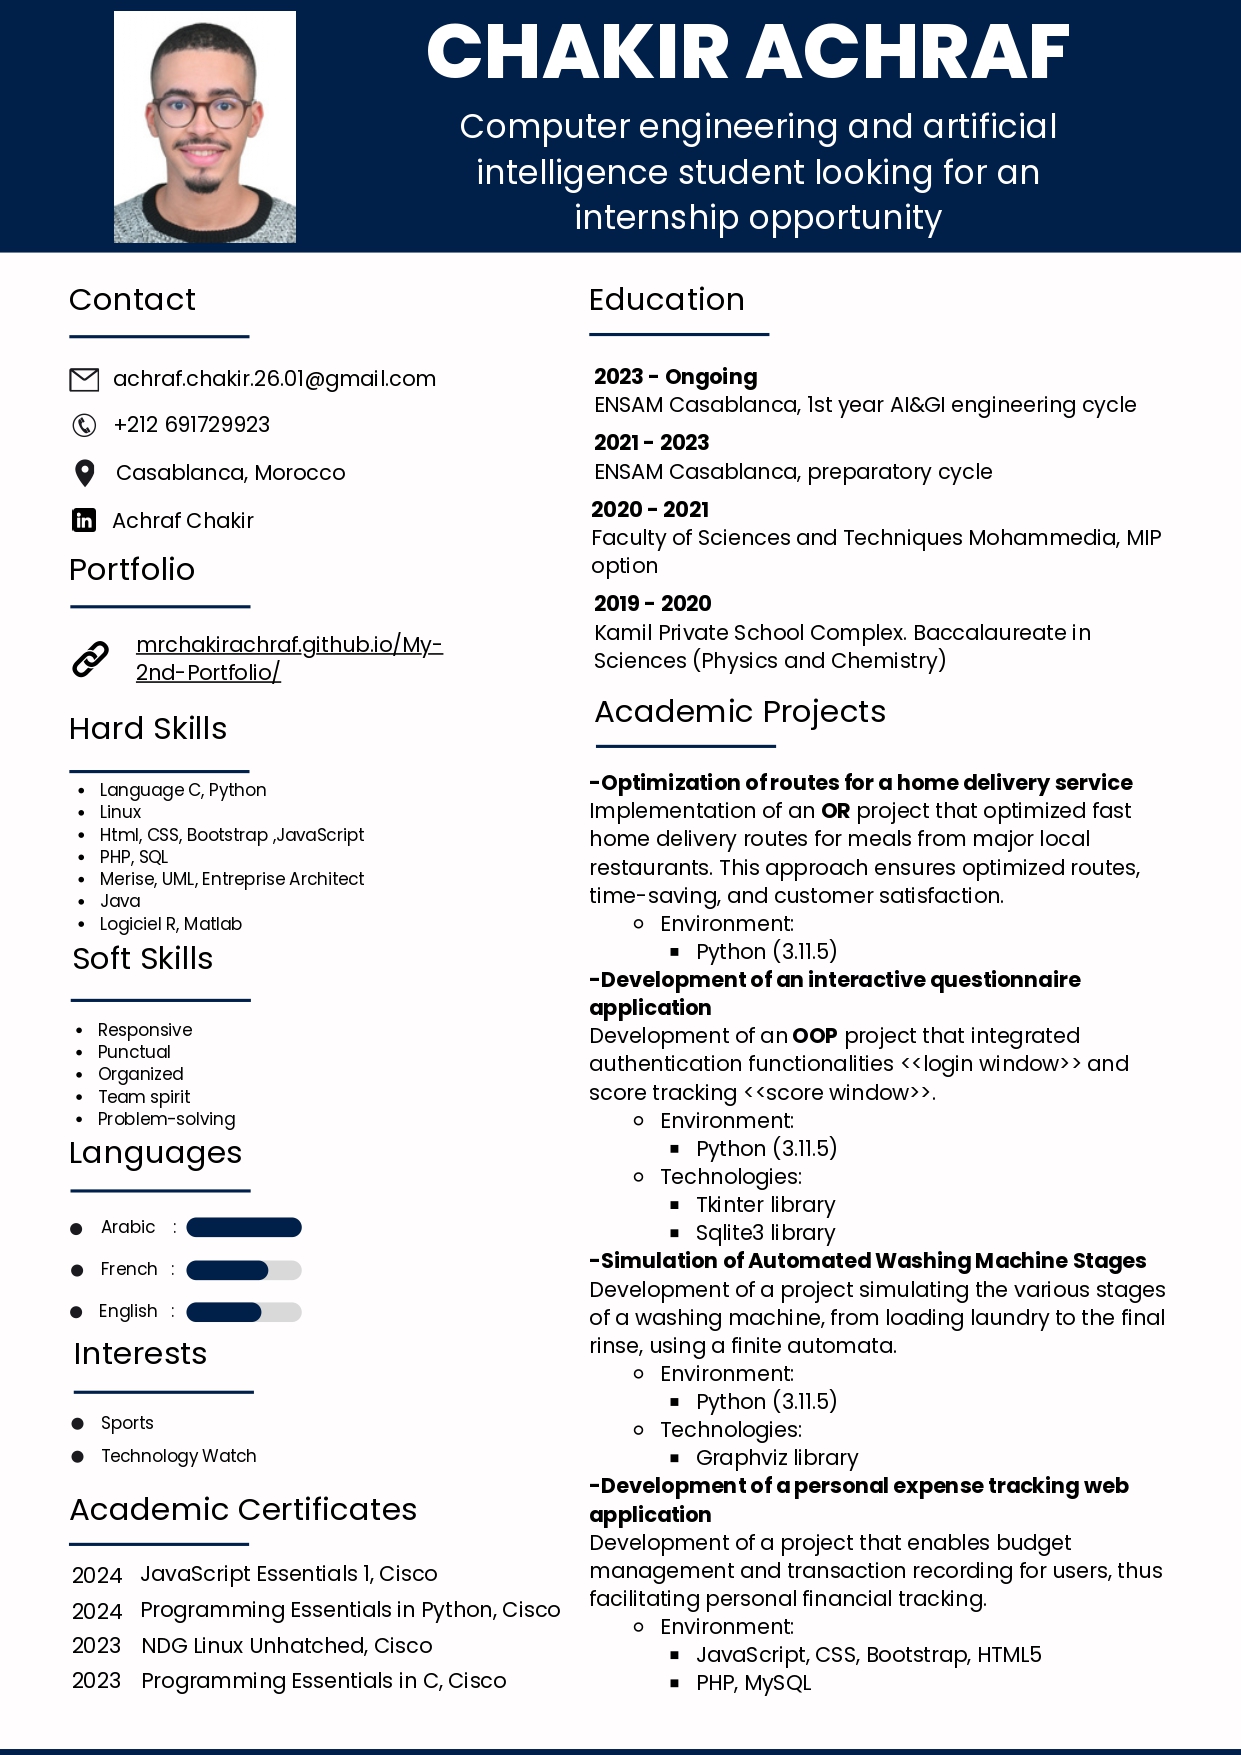 CHAKIR ACHRAF
Computer engineering and artificial
intelligence student looking for an
internship opportunity
Contact
achraf.chakir.26.01@gmail.com
+212 691729923
Casablanca, Morocco
Achraf Chakir
Portfolio
mrchakirachraf.github.io/My-
2nd-Portfolio/
Hard Skills
• Language C, Python
• Linux
• Html, CSS, Bootstrap ,JavaScript
• PHP, SQL
• Merise, UML, Entreprise Architect
• Java
• Logiciel R, Matlab
Soft Skills
• Responsive
• Punctual
• Organized
• Team spirit
• Problem-solving
Languages
• Arabic :
• French :
• English :
Interests
• Sports
• Technology Watch
Academic Certificates
2024 JavaScript Essentials 1, Cisco
2024 Programming Essentials in Python, Cisco
2023 NDG Linux Unhatched, Cisco
2023 Programming Essentials in C, Cisco
Education
2023 - Ongoing
ENSAM Casablanca, 1st year AI&GI engineering cycle
2021 - 2023
ENSAM Casablanca, preparatory cycle
2020 - 2021
Faculty of Sciences and Techniques Mohammedia, MIP
option
2019 - 2020
Kamil Private School Complex. Baccalaureate in
Sciences (Physics and Chemistry)
Academic Projects
-Optimization of routes for a home delivery service
Implementation of an OR project that optimized fast
home delivery routes for meals from major local
restaurants. This approach ensures optimized routes,
time-saving, and customer satisfaction.
◦ Environment:
▪ Python (3.11.5)
-Development of an interactive questionnaire
application
Development of an OOP project that integrated
authentication functionalities <<login window>> and
score tracking <<score window>>.
◦ Environment:
▪ Python (3.11.5)
◦ Technologies:
▪ Tkinter library
▪ Sqlite3 library
-Simulation of Automated Washing Machine Stages
Development of a project simulating the various stages
of a washing machine, from loading laundry to the final
rinse, using a finite automata.
◦ Environment:
▪ Python (3.11.5)
◦ Technologies:
▪ Graphviz library
-Development of a personal expense tracking web
application
Development of a project that enables budget
management and transaction recording for users, thus
facilitating personal financial tracking.
◦ Environment:
▪ JavaScript, CSS, Bootstrap, HTML5
▪ PHP, MySQL